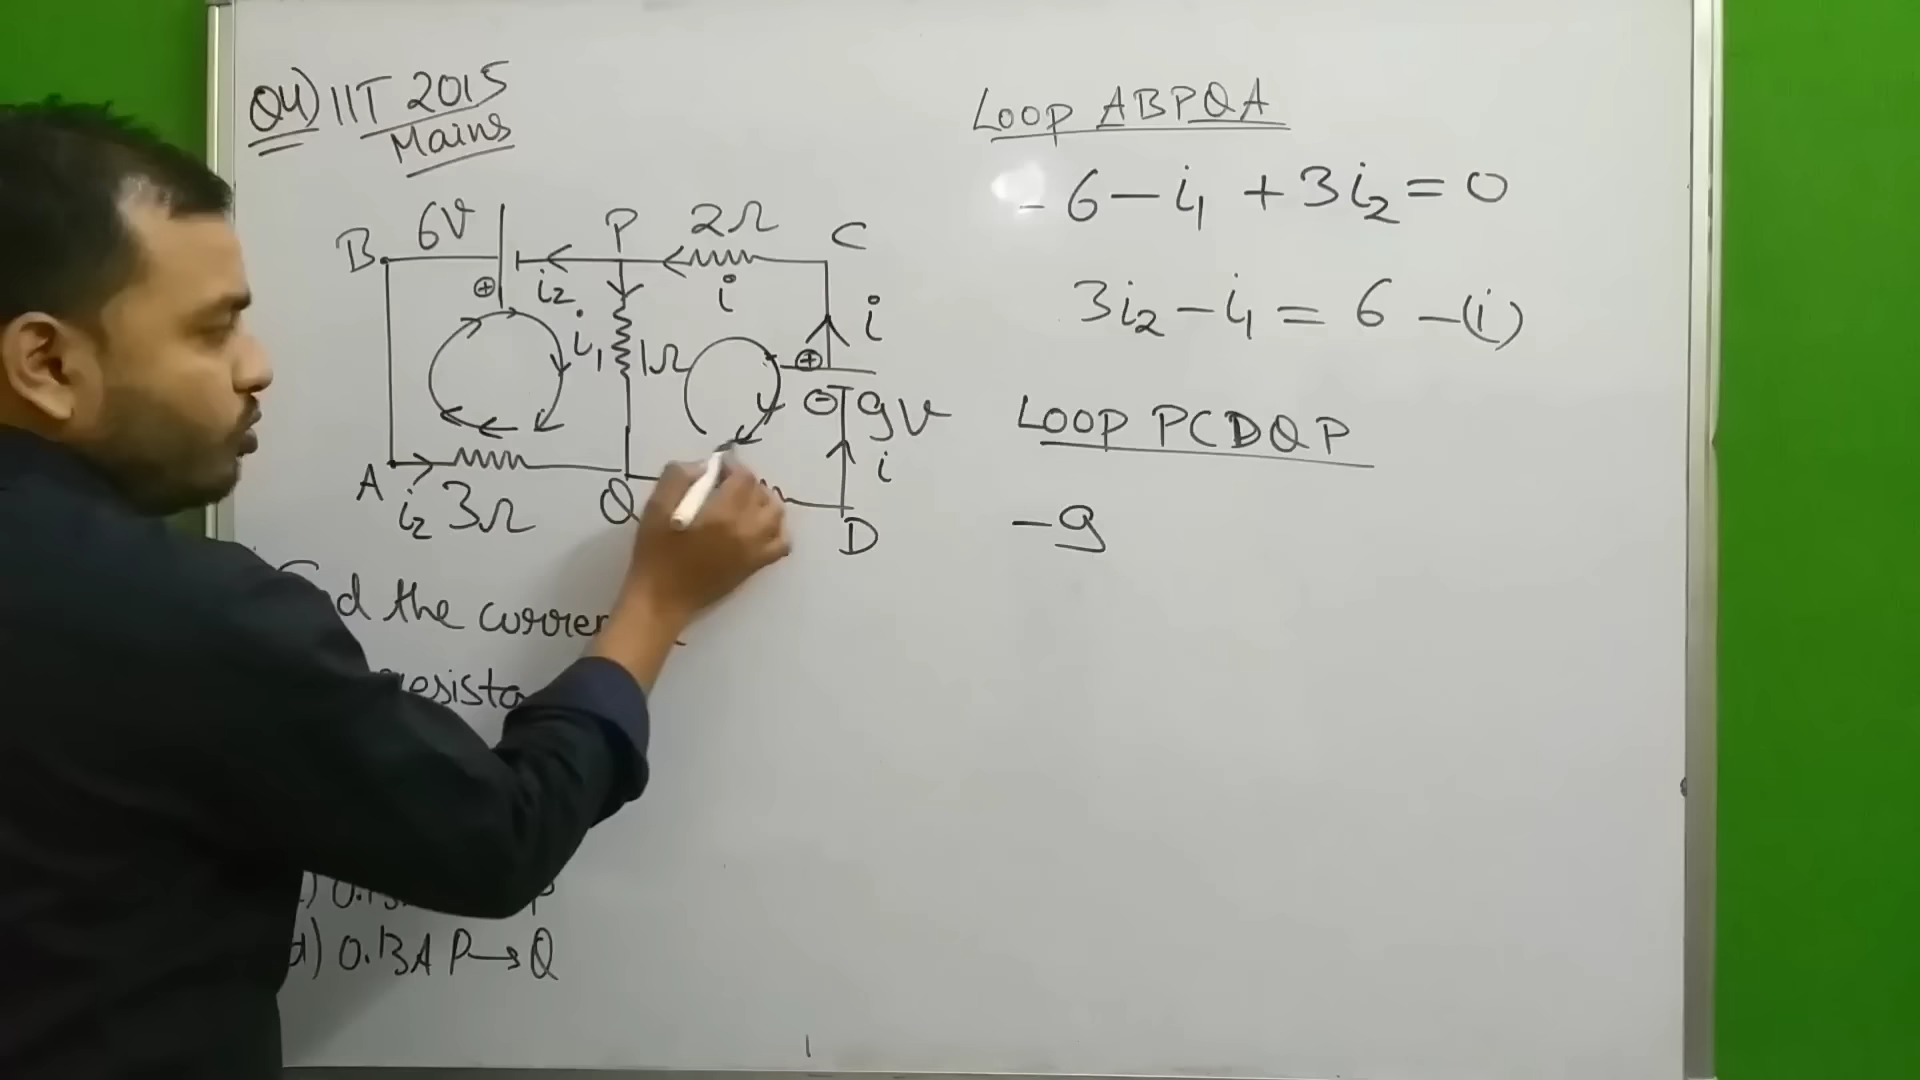 Q4) IIT 2015
Mains
B 6V P 2Ω C
⊕ i2 i i
i1 1Ω ⊕
⊖ 9V
i
A i2 3Ω Q D
the
0.13A P→Q
Loop ABPQA
-6-i1 +3i2=0
3i2-i1=6-(i)
Loop PCDQP
-9